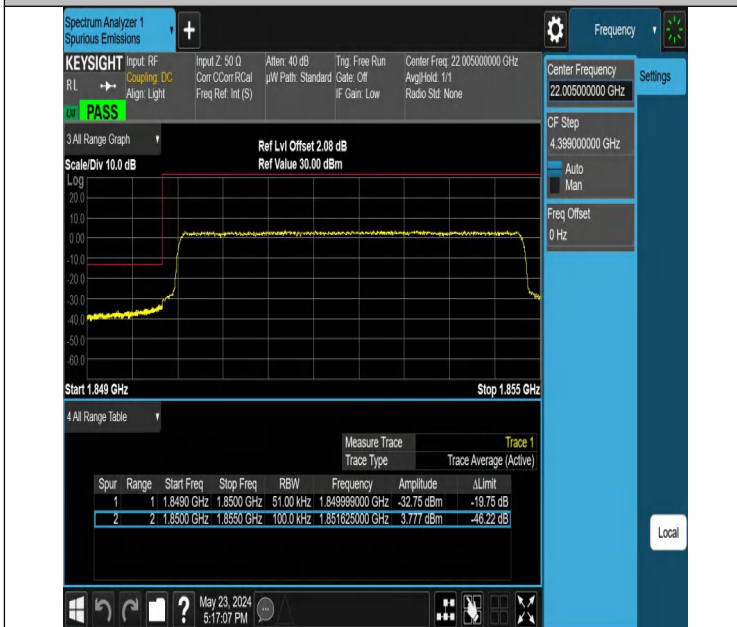 Spectrum Analyzer 1
Spurious Emissions
+
Frequency
KEYSIGHT
RL
Input: RF
Coupling: DC
Align: Light
Input Z: 50 Ω
Corr CCorr RCal
Freq Ref: Int (S)
Atten: 40 dB
µW Path: Standard
Trig: Free Run
Gate: Off
IF Gain: Low
Center Freq: 22.005000000 GHz
Avg|Hold: 1/1
Radio Std: None
PASS
Center Frequency
22.005000000 GHz
Settings
CF Step
4.399000000 GHz
Auto
Man
Freq Offset
0 Hz
3 All Range Graph
Scale/Div 10.0 dB
Ref Lvl Offset 2.08 dB
Ref Value 30.00 dBm
Log
20.0
10.0
0.00
-10.0
-20.0
-30.0
-40.0
-50.0
-60.0
Start 1.849 GHz
Stop 1.855 GHz
4 All Range Table
Measure Trace Trace 1
Trace Type Trace Average (Active)
Spur Range Start Freq Stop Freq RBW Frequency Amplitude ΔLimit
1 1 1.8490 GHz 1.8500 GHz 51.00 kHz 1.849999000 GHz -32.75 dBm -19.75 dB
2 2 1.8500 GHz 1.8550 GHz 100.0 kHz 1.851625000 GHz 3.777 dBm -46.22 dB
Local
?
May 23, 2024
5:17:07 PM